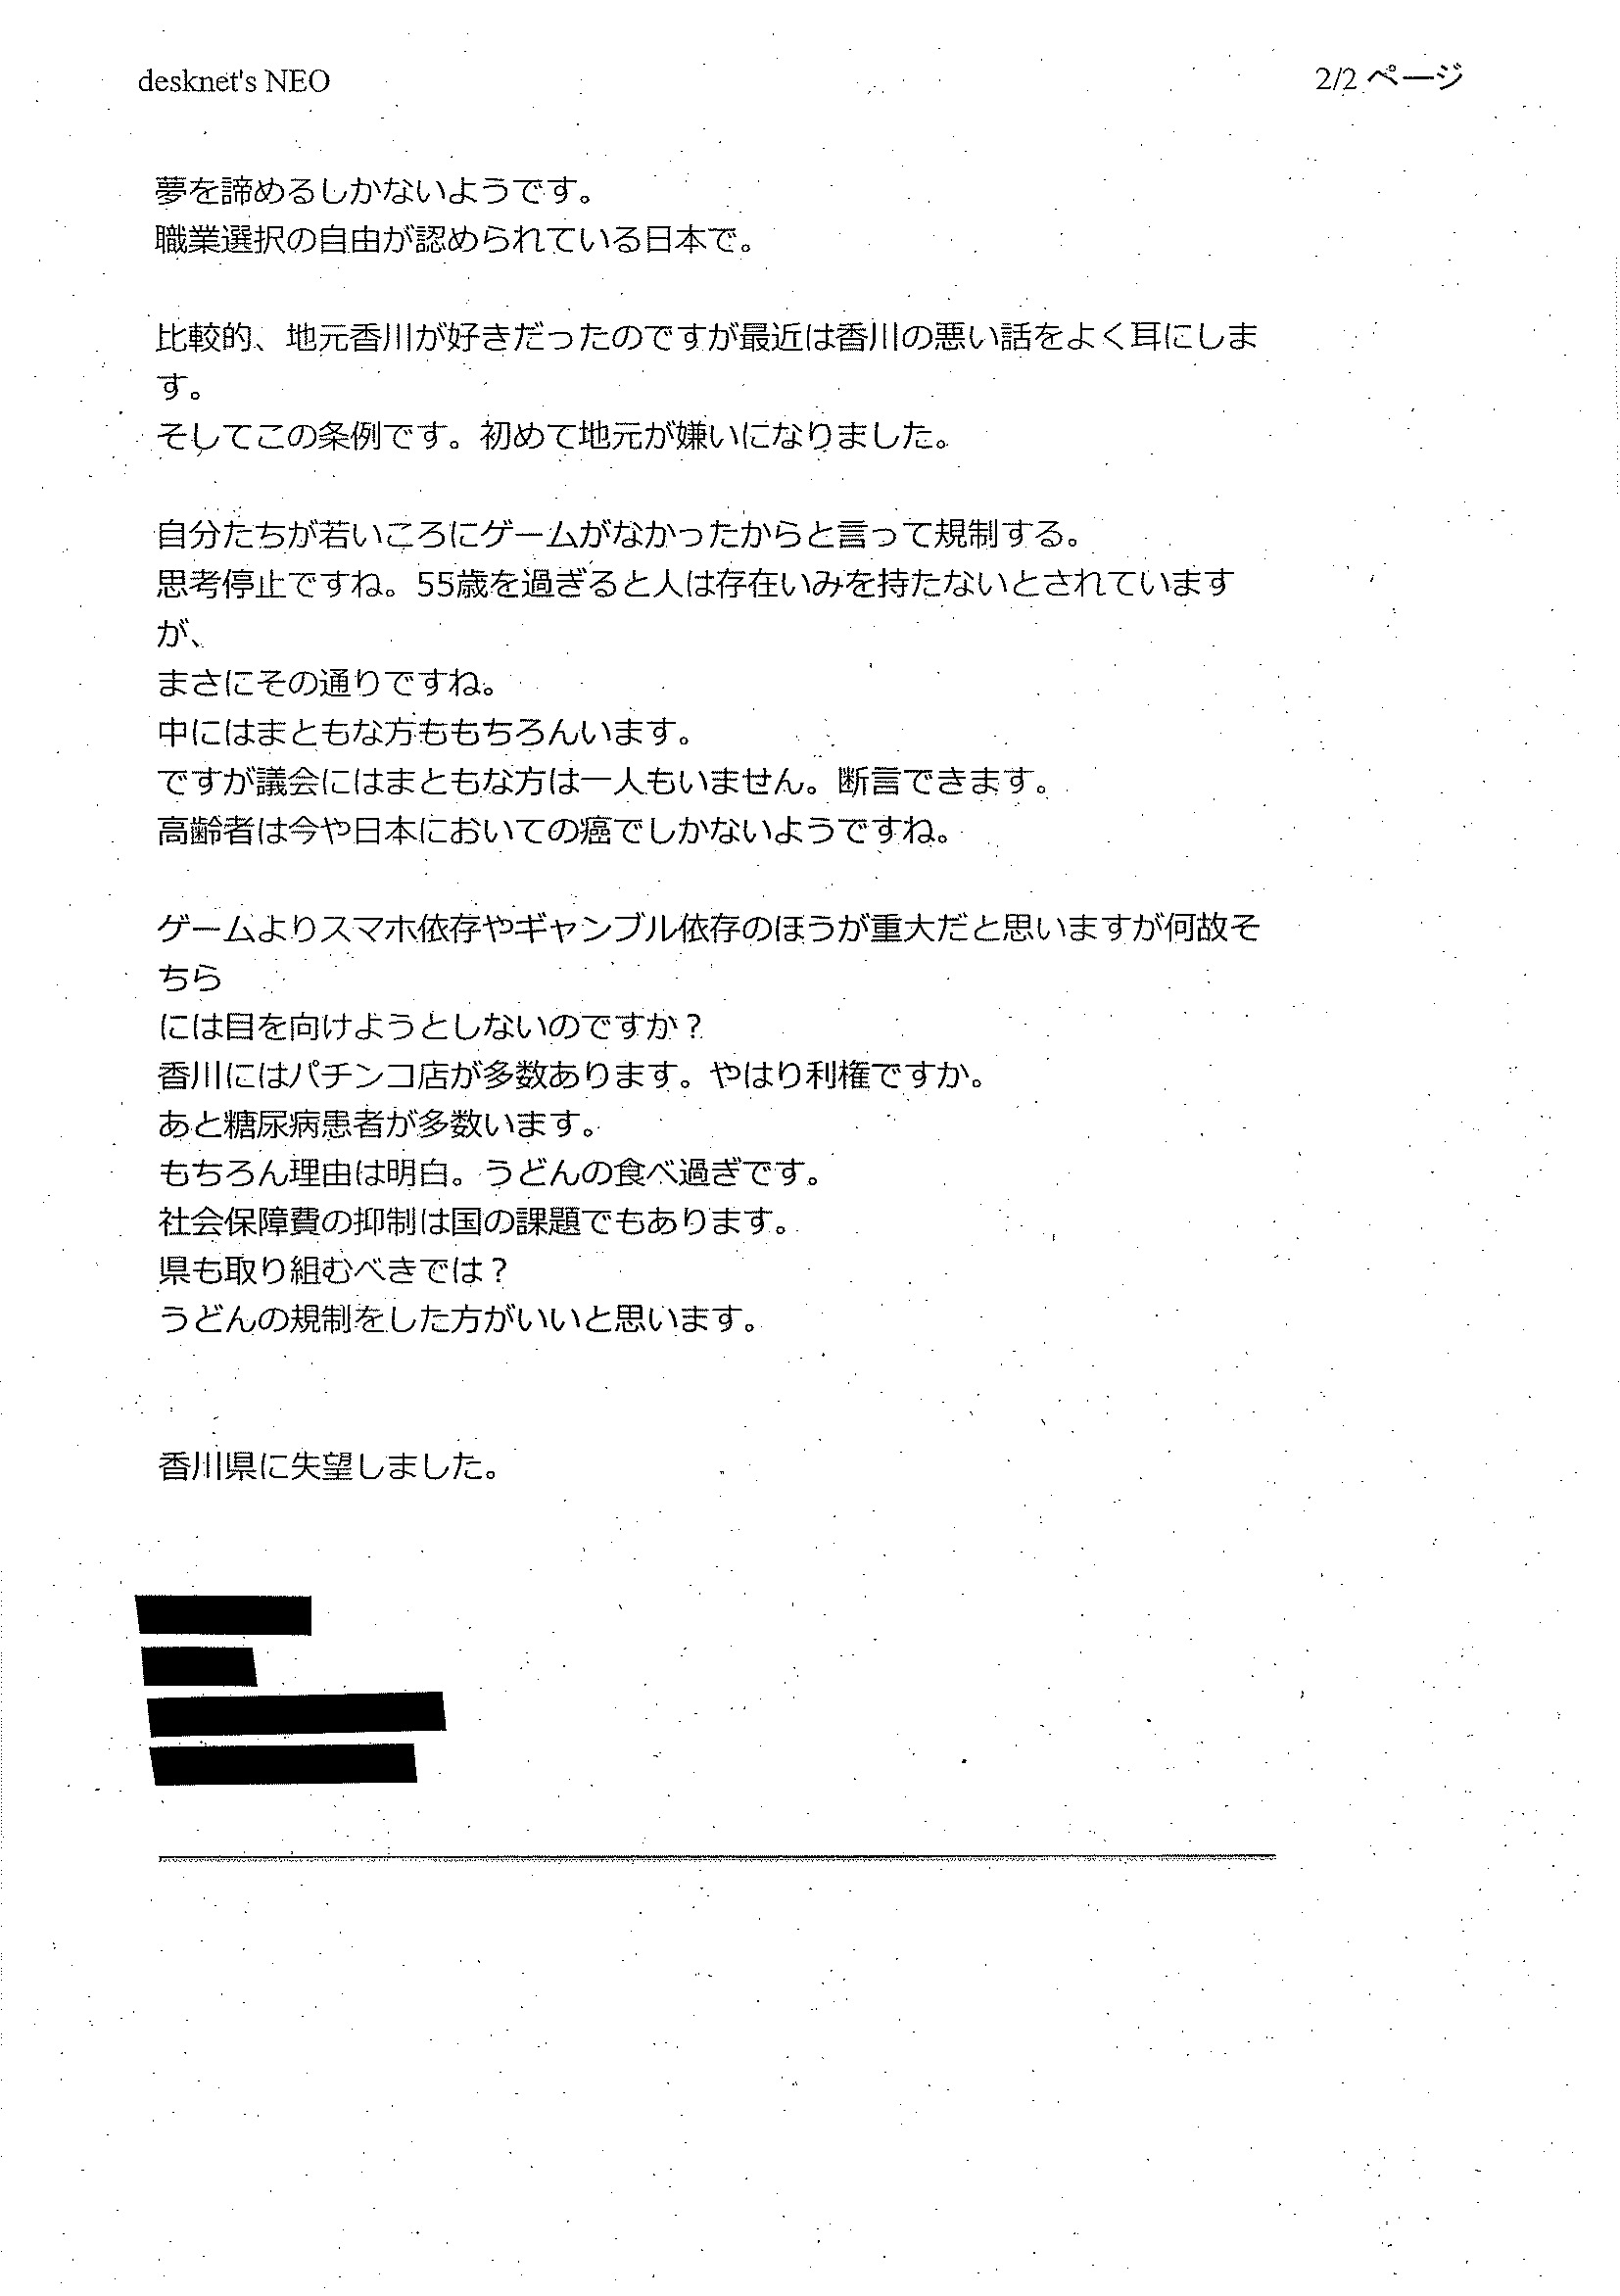 desknet's NEO
2/2 ページ
夢を諦めるしかないようです。
職業選択の自由が認められている日本で。
比較的、地元香川が好きだったのですが最近は香川の悪い話をよく耳にしま
す。
そしてこの条例です。初めて地元が嫌いになりました。
自分たちが若いころにゲームがなかったからと言って規制する。
思考停止ですね。55歳を過ぎると人は存在いみを持たないとされています
が、
まさにその通りですね。
中にはまともな方ももちろんいます。
ですが議会にはまともな方は一人もいません。断言できます。
高齢者は今や日本においての癌でしかないようですね。
ゲームよりスマホ依存やギャンブル依存のほうが重大だと思いますが何故そ
ちら
には目を向けようとしないのですか？
香川にはパチンコ店が多数あります。やはり利権ですか。
あと糖尿病患者が多数います。
もちろん理由は明白。うどんの食べ過ぎです。
社会保障費の抑制は国の課題でもあります。
県も取り組むべきでは？
うどんの規制をした方がいいと思います。
香川県に失望しました。